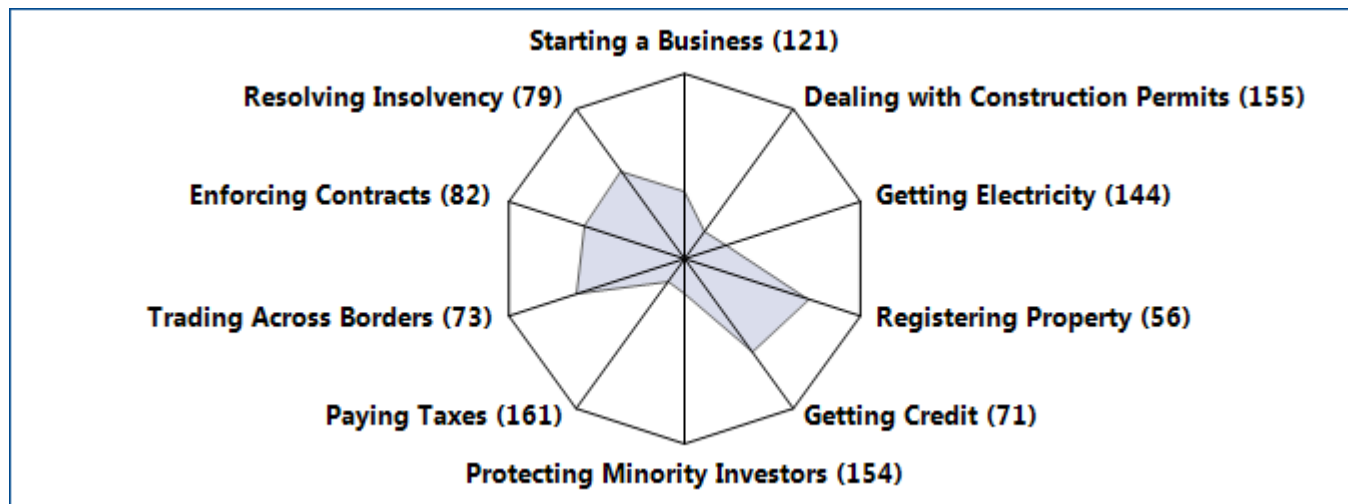 Starting a Business (121)
Resolving Insolvency (79)
Dealing with Construction Permits (155)
Enforcing Contracts (82)
Getting Electricity (144)
Trading Across Borders (73)
Registering Property (56)
Paying Taxes (161)
Getting Credit (71)
Protecting Minority Investors (154)